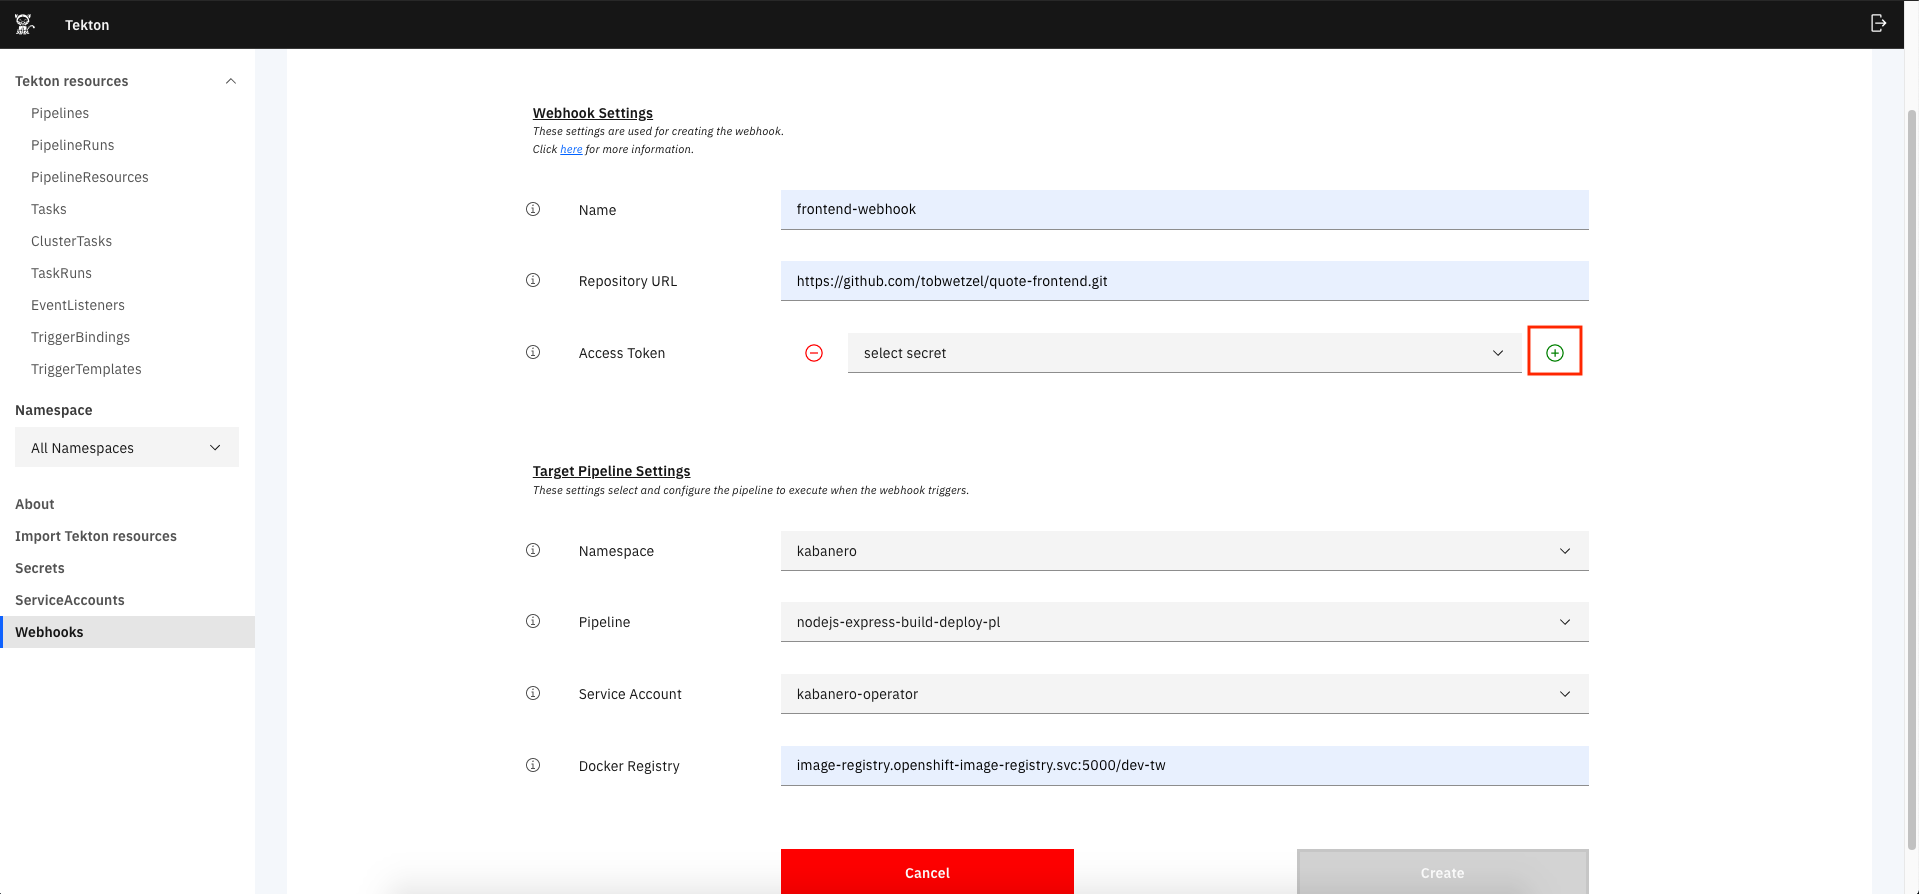 Tekton
Tekton resources
Pipelines
PipelineRuns
PipelineResources
Tasks
ClusterTasks
TaskRuns
EventListeners
TriggerBindings
TriggerTemplates
Namespace
All Namespaces
About
Import Tekton resources
Secrets
ServiceAccounts
Webhooks
Webhook Settings
These settings are used for creating the webhook.
Click here for more information.
Name frontend-webhook
Repository URL https://github.com/tobwetzel/quote-frontend.git
Access Token select secret
Target Pipeline Settings
These settings select and configure the pipeline to execute when the webhook triggers.
Namespace kabanero
Pipeline nodejs-express-build-deploy-pl
Service Account kabanero-operator
Docker Registry image-registry.openshift-image-registry.svc:5000/dev-tw
Cancel Create